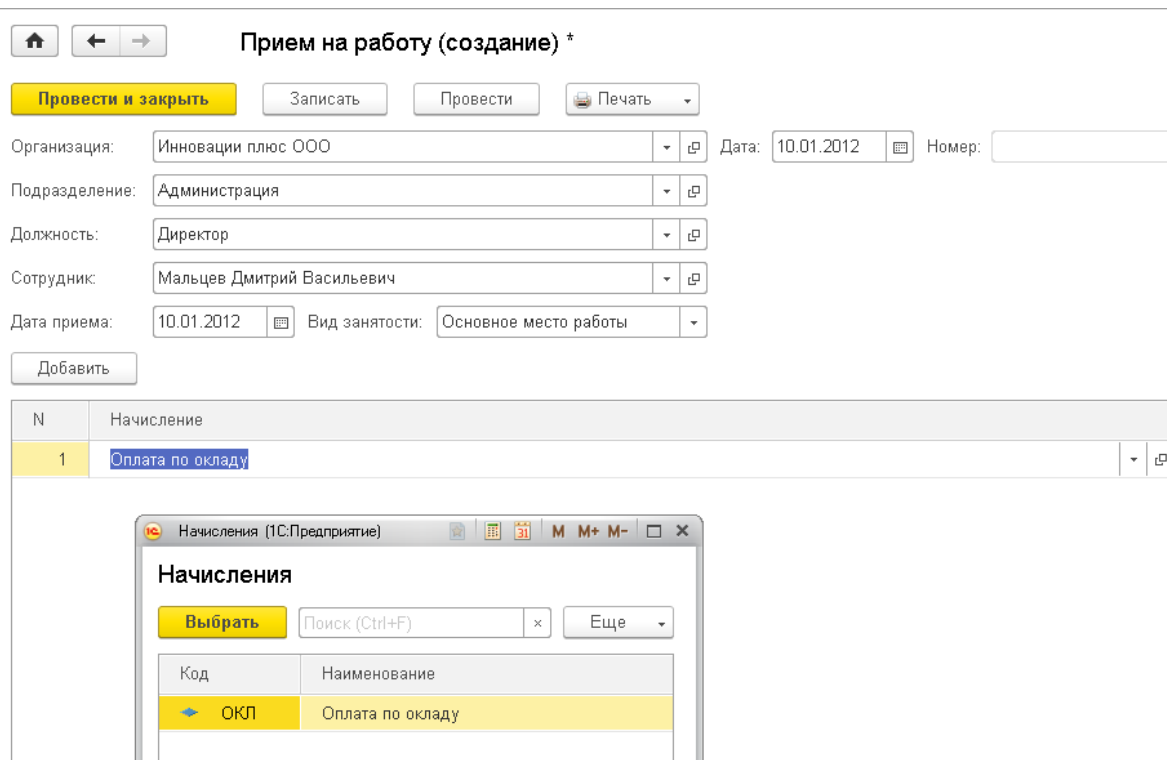 Прием на работу (создание) *
Провести и закрыть Записать Провести Печать
Организация: Инновации плюс ООО Дата: 10.01.2012 Номер:
Подразделение: Администрация
Должность: Директор
Сотрудник: Мальцев Дмитрий Васильевич
Дата приема: 10.01.2012 Вид занятости: Основное место работы
Добавить
N Начисление
1 Оплата по окладу
1С Начисления (1С:Предприятие) 31 M M+ M-
Начисления
Выбрать Поиск (Ctrl+F) × Еще
Код Наименование
ОКЛ Оплата по окладу